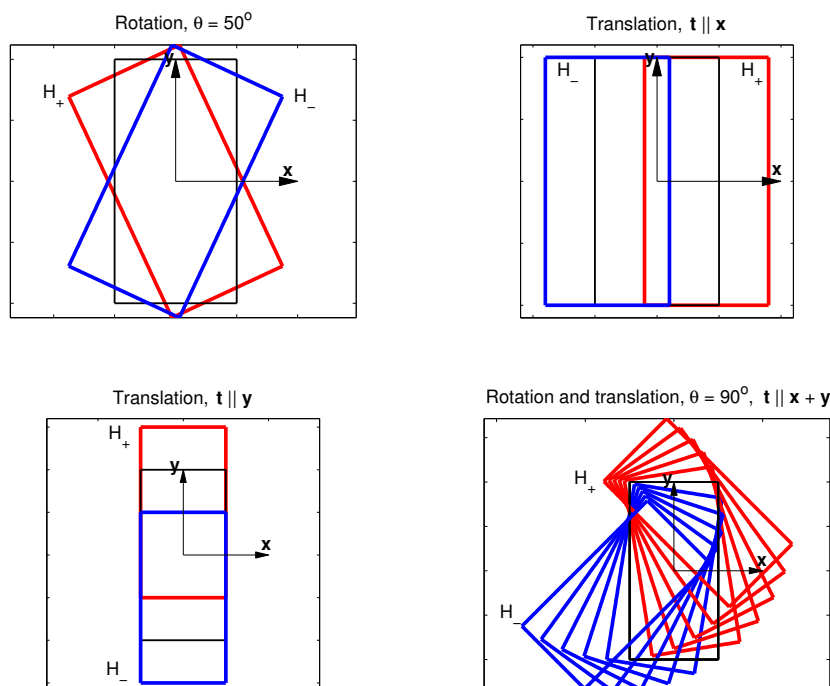 Rotation, θ = 50°
H+
H−
y
x
Translation, t || x
H−
y
H+
x
Translation, t || y
H+
y
x
H−
Rotation and translation, θ = 90°, t || x + y
H+
y
x
H−